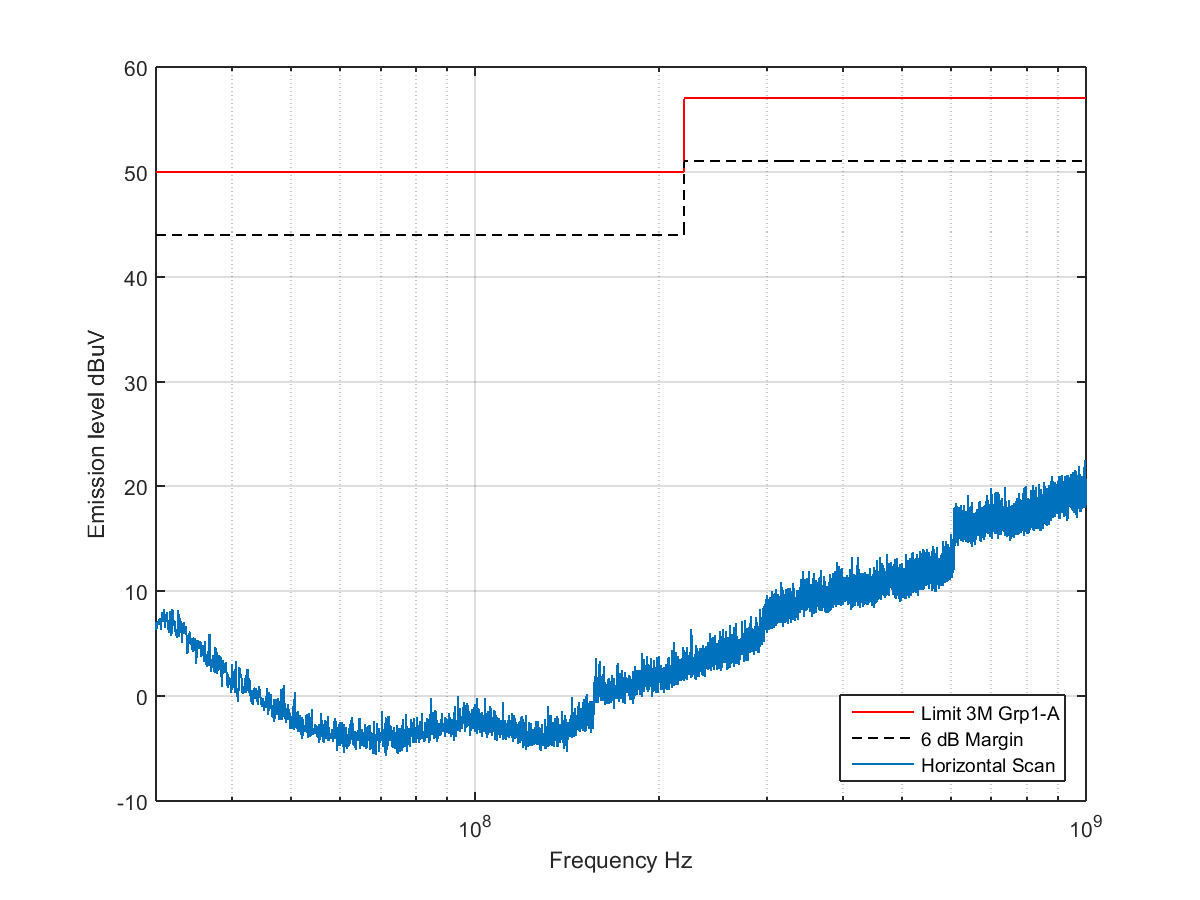 60
50
40
30
20
10
0
-10
Emission level dBuV
10^8
10^9
Frequency Hz
Limit 3M Grp1-A
6 dB Margin
Horizontal Scan